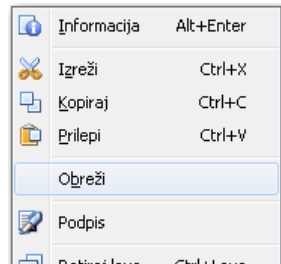 Informacija Alt+Enter
Izreži Ctrl+X
Kopiraj Ctrl+C
Prilepi Ctrl+V
Obreži
Podpis